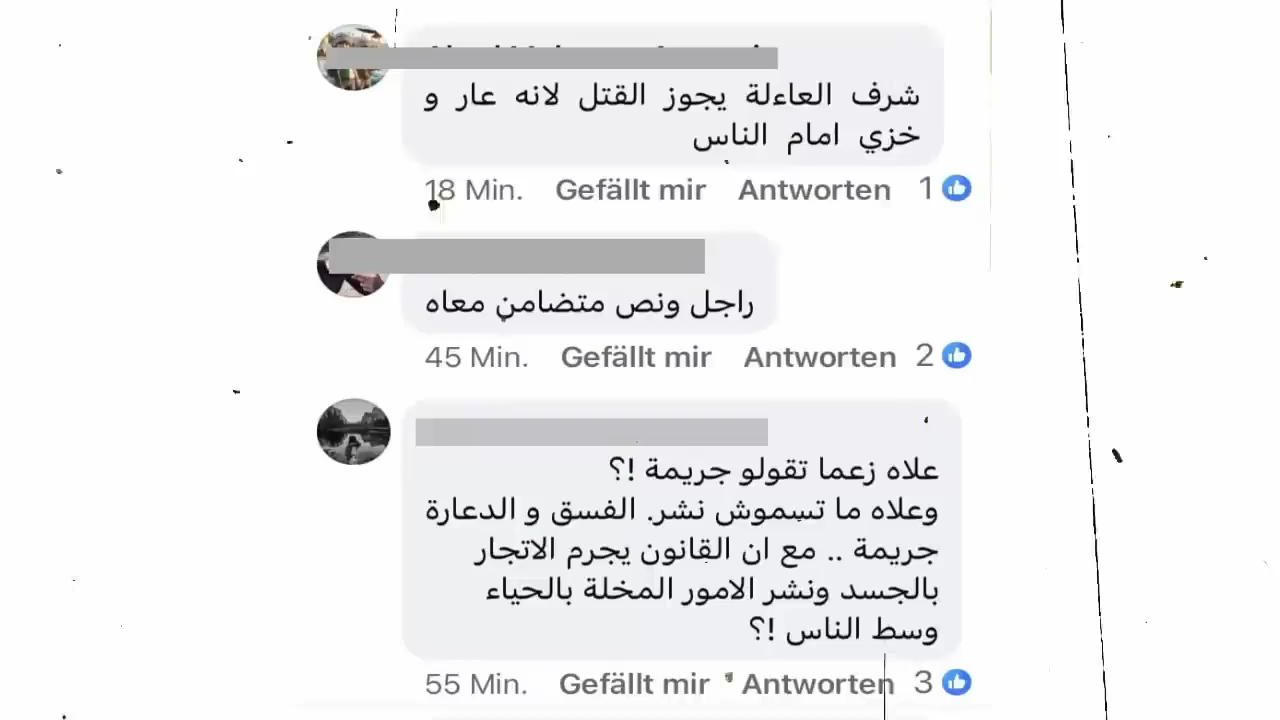 شرف العاءلة يجوز القتل لانه عار و
خزي امام الناس
18 Min. Gefällt mir Antworten 1
راجل ونص متضامن معاه
45 Min. Gefällt mir Antworten 2
علاه زعما تقولو جريمة !؟
وعلاه ما تسموش نشر. الفسق و الدعارة
جريمة .. مع ان القانون يجرم الاتجار
بالجسد ونشر الامور المخلة بالحياء
وسط الناس !؟
55 Min. Gefällt mir Antworten 3